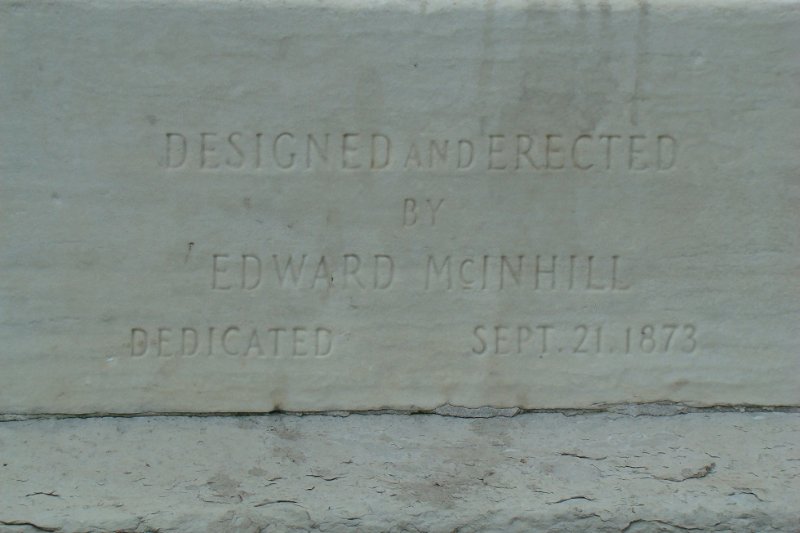 DESIGNED AND ERECTED
BY
EDWARD McINHILL
DEDICATED SEPT. 21. 1873